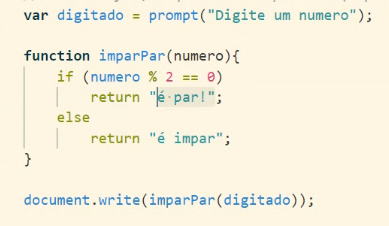 var digitado = prompt("Digite um numero");
function imparPar(numero){
if (numero % 2 == 0)
return "é par!";
else
return "é impar";
}
document.write(imparPar(digitado));